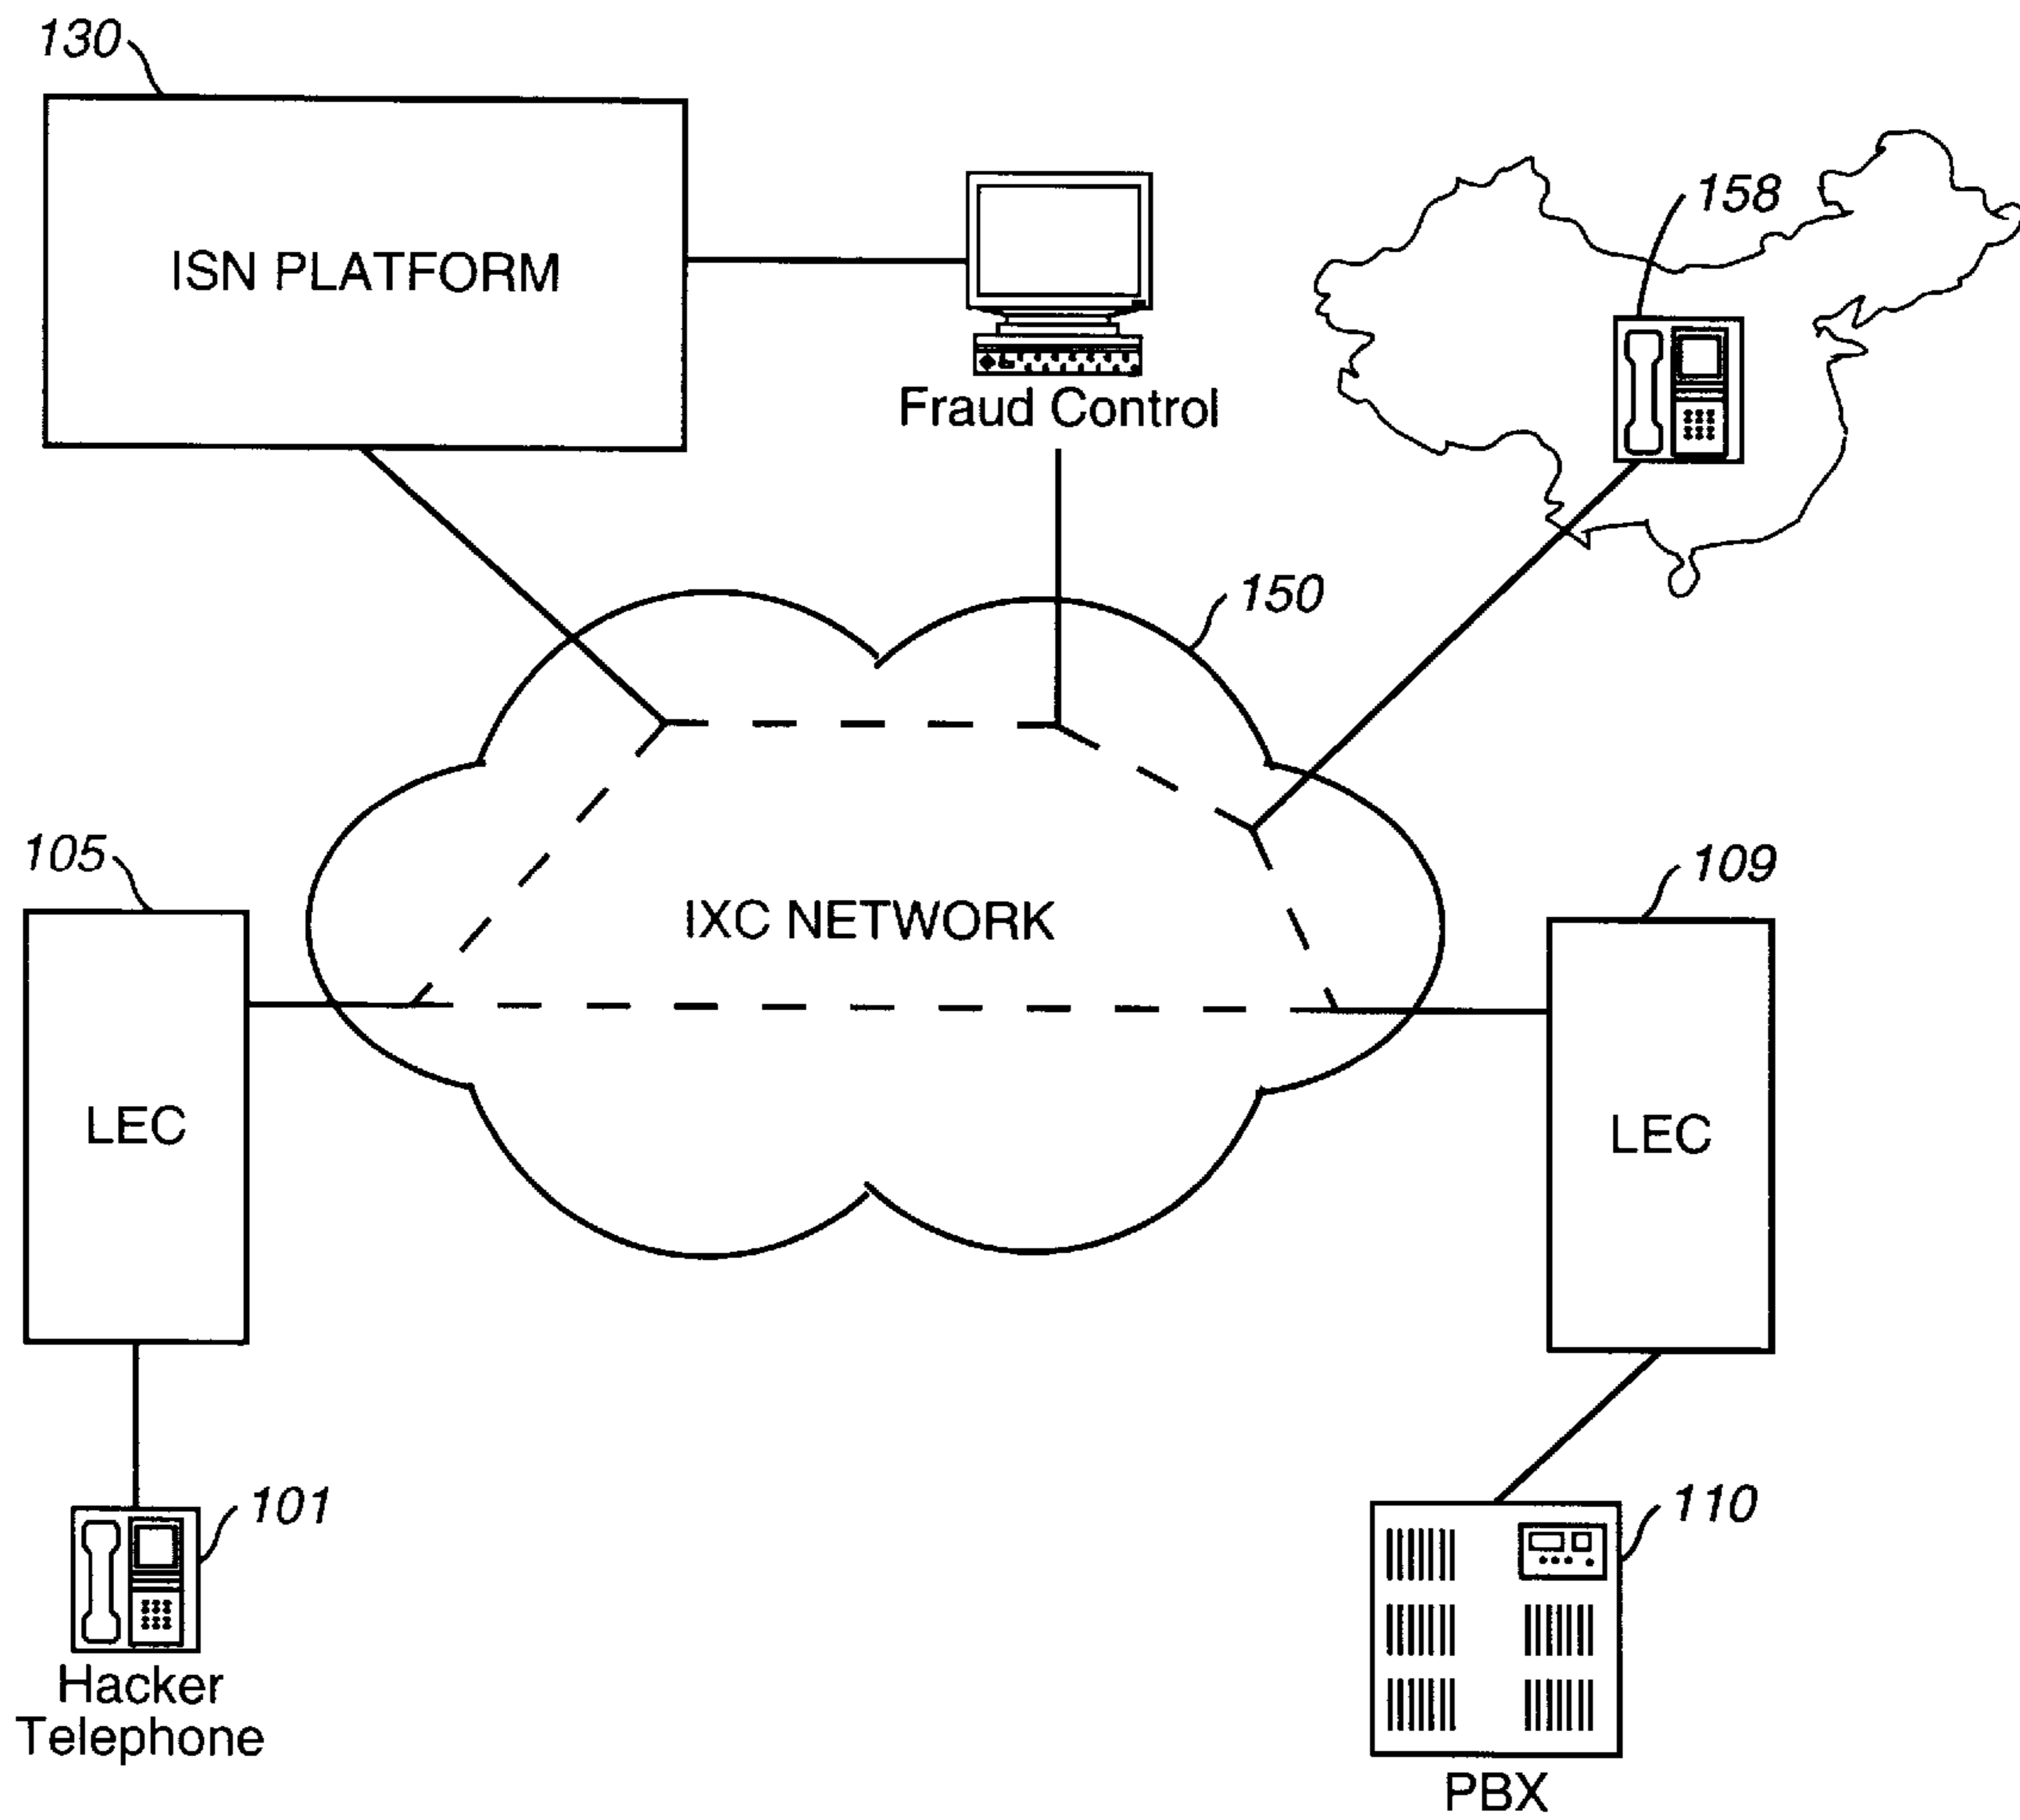 130
ISN PLATFORM
Fraud Control
158
150
105
IXC NETWORK
109
LEC
LEC
101
Hacker
Telephone
110
PBX